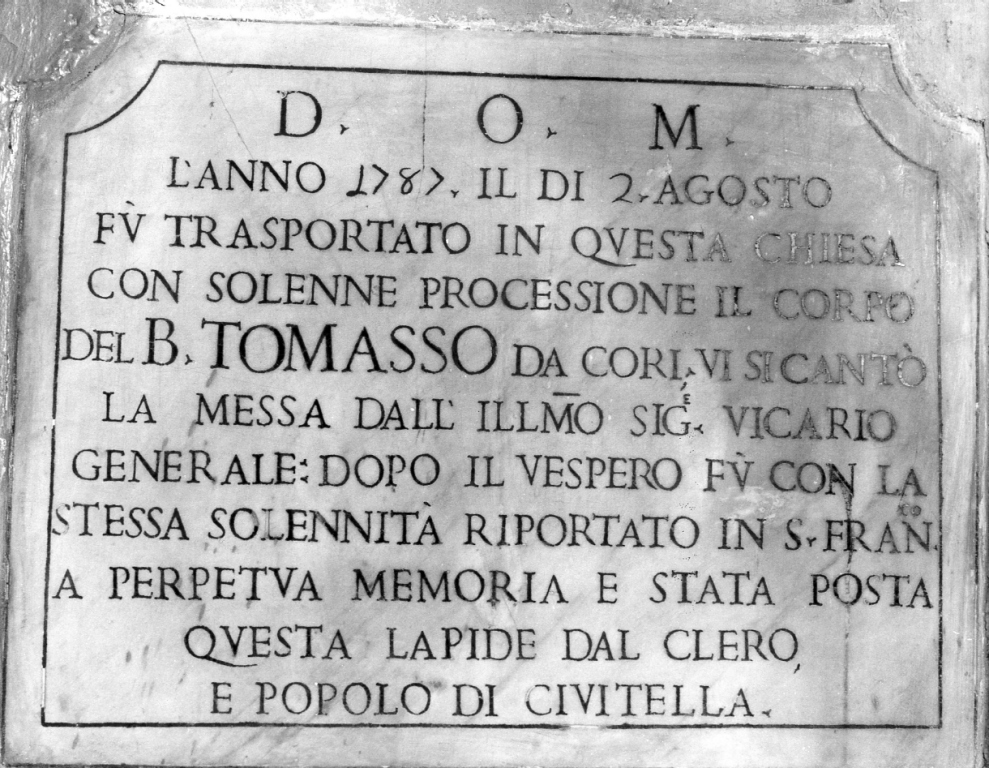 D. O. M.
L'ANNO 1787. IL DI 2. AGOSTO
FÙ TRASPORTATO IN QVESTA CHIESA
CON SOLENNE PROCESSIONE IL CORPO
DEL B. TOMASSO DA CORI, VI SI CANTÒ
LA MESSA DALL' ILLM̅O SIG.E VICARIO
GENERALE: DOPO IL VESPERO FV̀ CON LA
STESSA SOLENNITÀ RIPORTATO IN S. FRAN.CO
A PERPETVA MEMORIA E STATA POSTA
QVESTA LAPIDE DAL CLERO,
E POPOLO DI CIVITELLA.